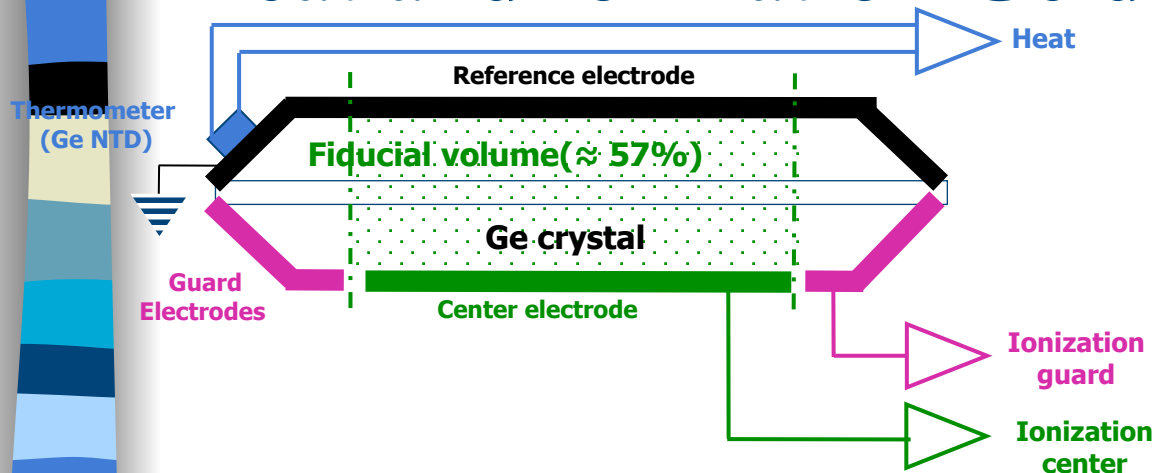 Heat
Reference electrode
Thermometer
(Ge NTD)
Fiducial volume(≈ 57%)
Ge crystal
Guard
Electrodes
Center electrode
Ionization
guard
Ionization
center